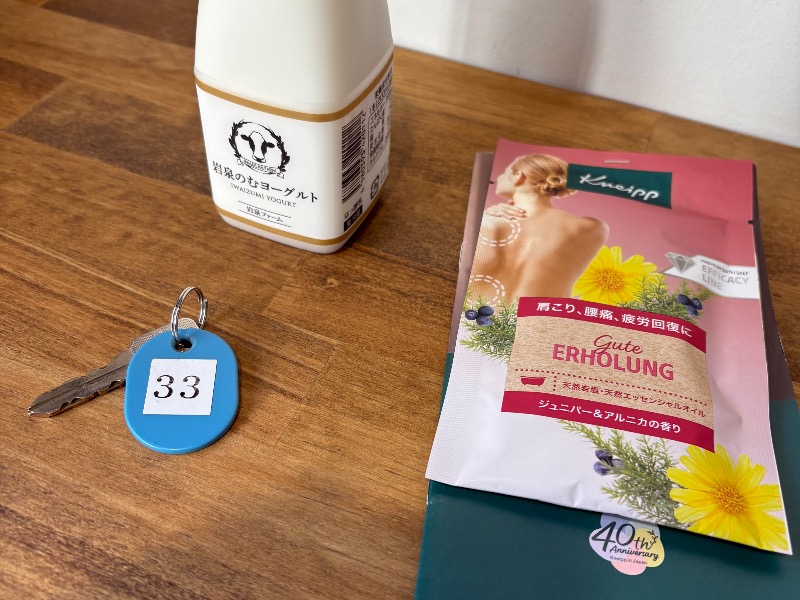 岩泉のむヨーグルト
IWAIZUMI YOGURT
岩泉ファーム
33
Kneipp
EFFICACY
LINE
肩こり、腰痛、疲労回復に
Gute
ERHOLUNG
天然岩塩・天然エッセンシャルオイル
ジュニパー&アルニカの香り
40th
Anniversary
Kneipp in Japan